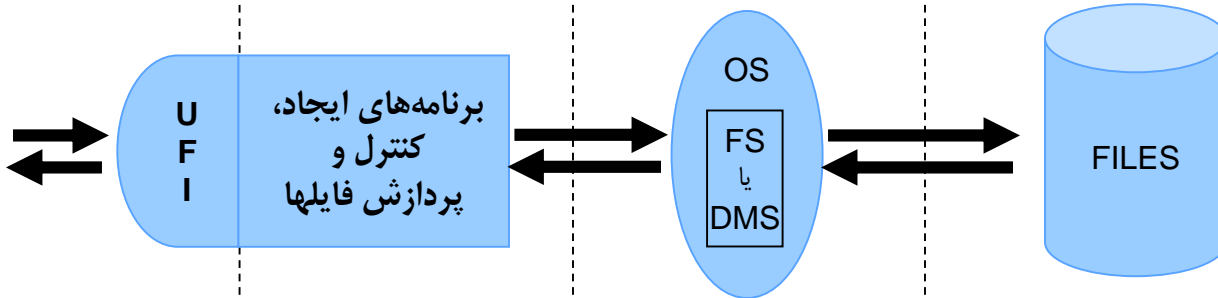 U
F
I
برنامه‌های ایجاد،
کنترل و
پردازش فایلها
OS
FS
یا
DMS
FILES